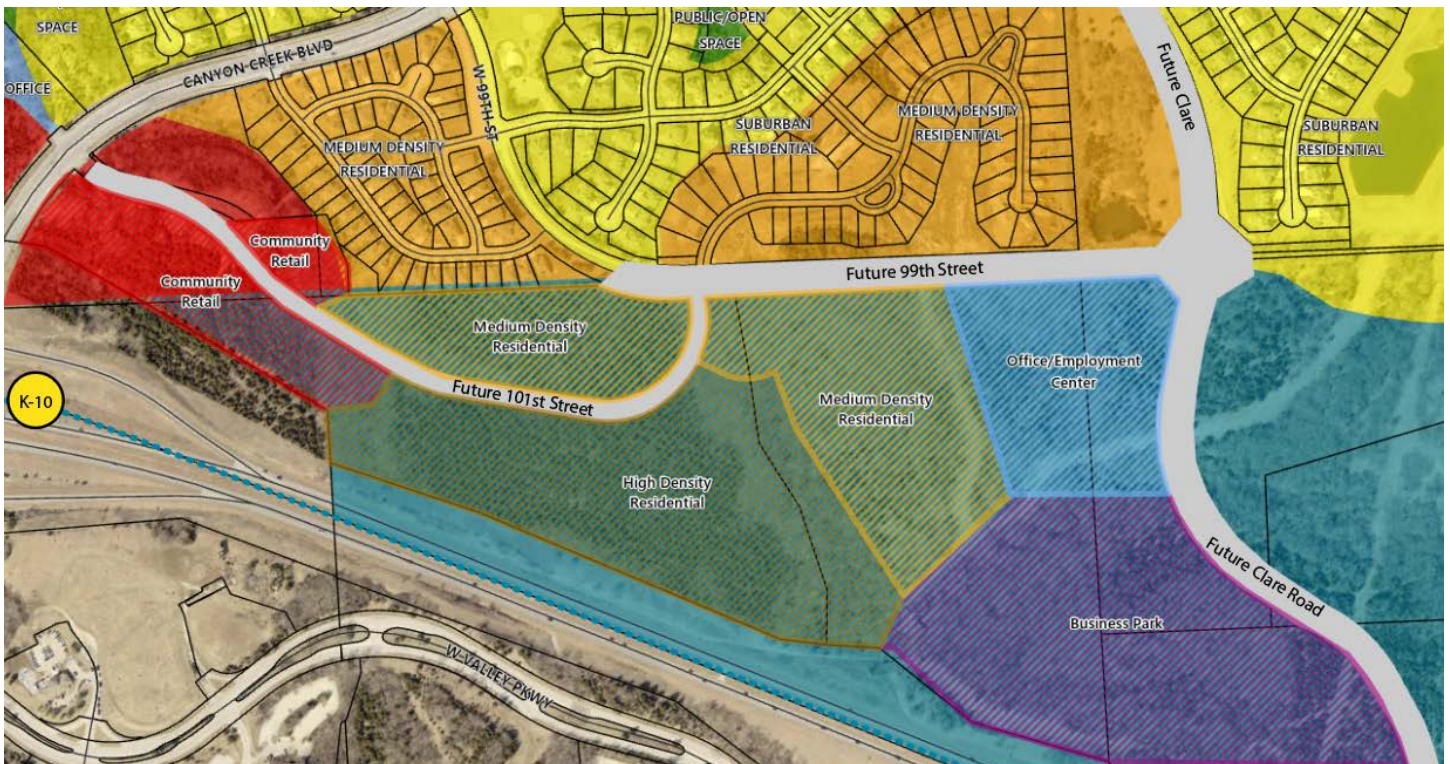 SPACE
CANYON CREEK BLVD
OFFICE
PUBLIC/OPEN
SPACE
W 99TH ST
MEDIUM DENSITY
RESIDENTIAL
SUBURBAN
RESIDENTIAL
MEDIUM DENSITY
RESIDENTIAL
Future Clare
SUBURBAN
RESIDENTIAL
Community
Retail
Community
Retail
Future 99th Street
Medium Density
Residential
Future 101st Street
Medium Density
Residential
Office/Employment
Center
K-10
High Density
Residential
Business Park
Future Clare Road
W VALLEY PKWY